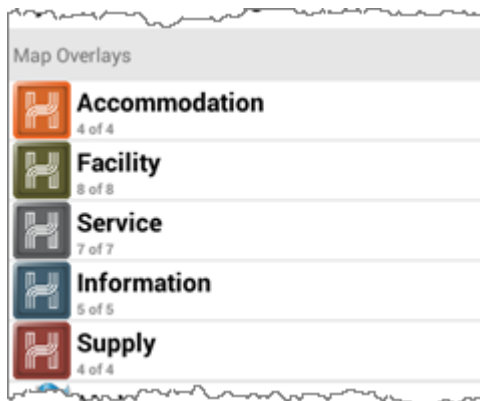 Map Overlays
Accommodation
4 of 4
Facility
8 of 8
Service
7 of 7
Information
5 of 5
Supply
4 of 4